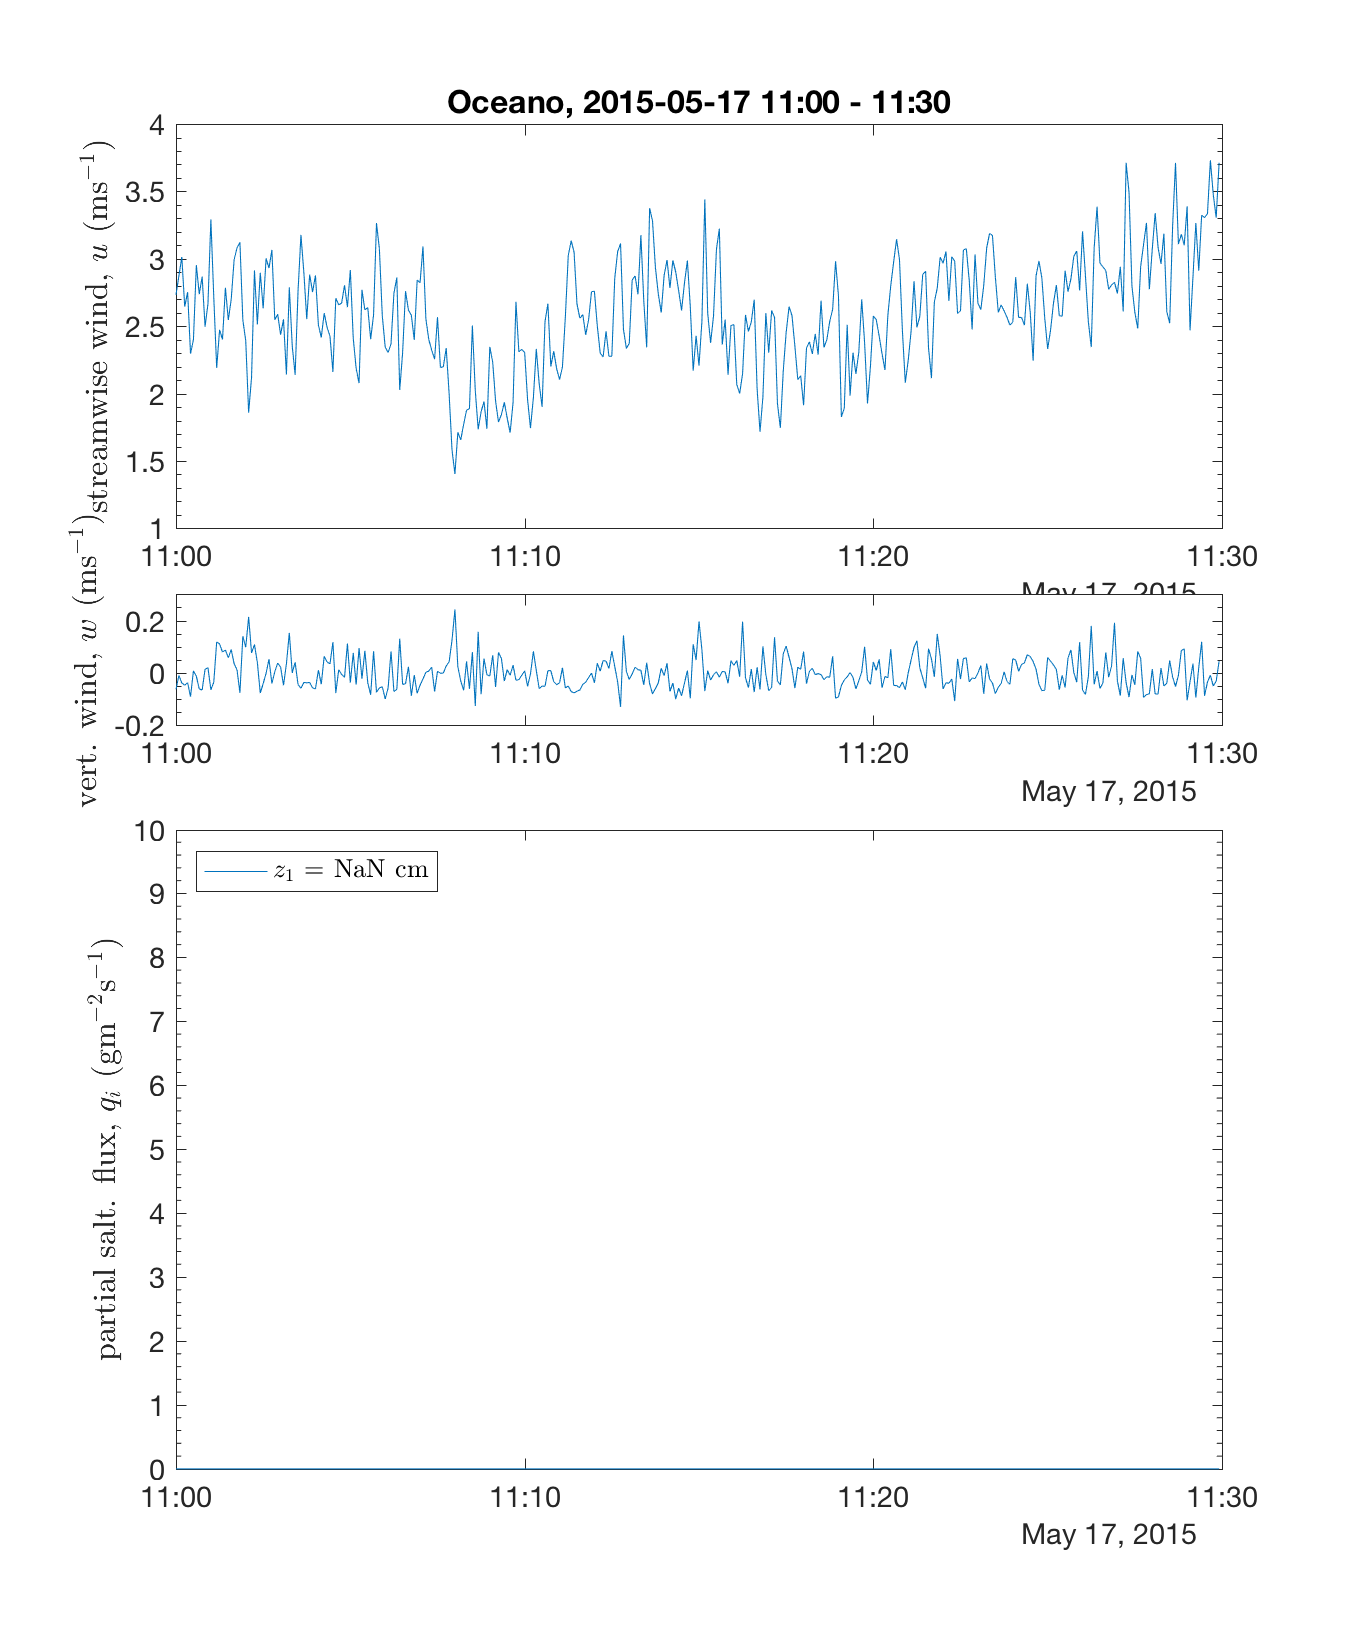 Oceano, 2015-05-17 11:00 - 11:30
streamwise wind, u (ms⁻¹)
4
3.5
3
2.5
2
1.5
1
11:00 11:10 11:20 11:30
May 17, 2015
vert. wind, w (ms⁻¹)
0.2
0
-0.2
11:00 11:10 11:20 11:30
May 17, 2015
partial salt. flux, qᵢ (gm⁻²s⁻¹)
10
9
8
7
6
5
4
3
2
1
0
z₁ = NaN cm
11:00 11:10 11:20 11:30
May 17, 2015